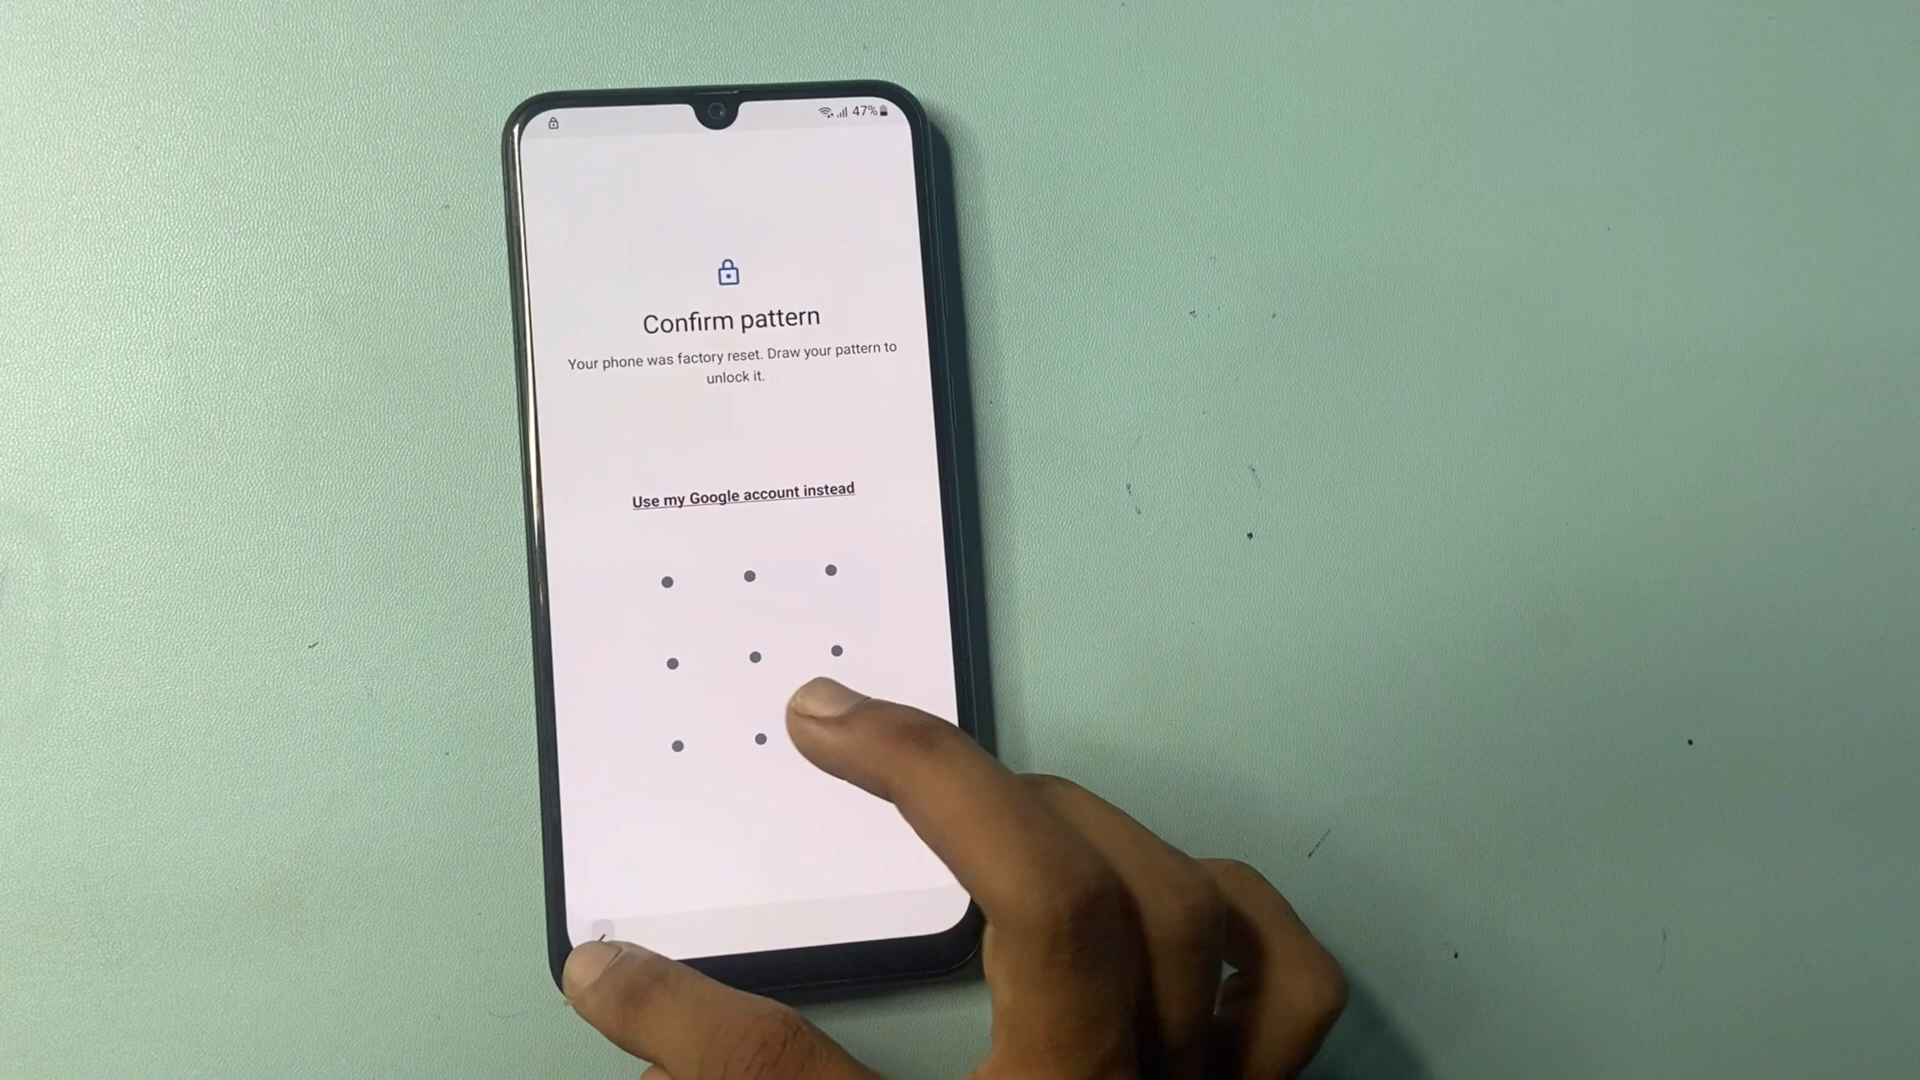 47%
Confirm pattern
Your phone was factory reset. Draw your pattern to
unlock it.
Use my Google account instead